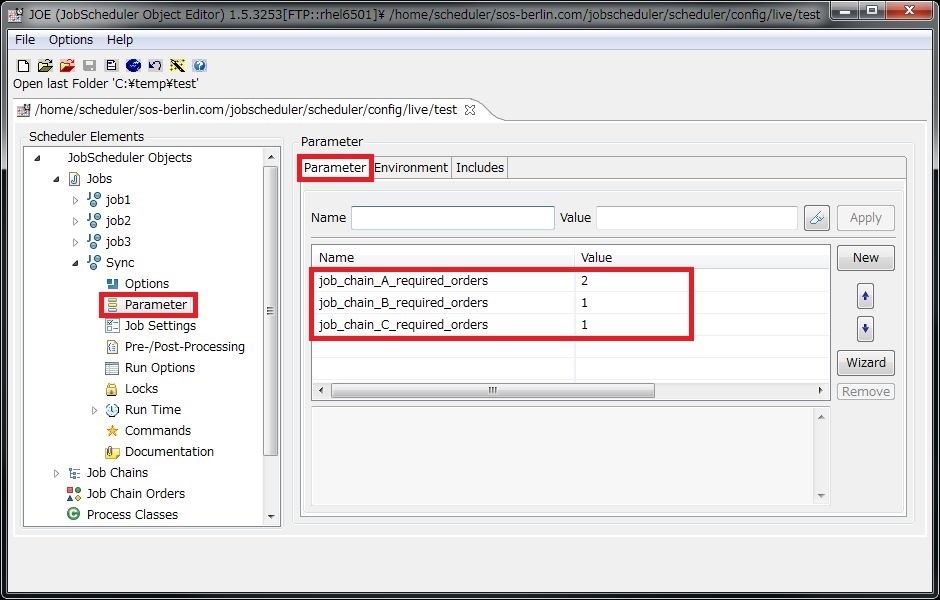 JOE (JobScheduler Object Editor) 1.5.3253[FTP::rhel6501]¥ /home/scheduler/sos-berlin.com/jobscheduler/scheduler/config/live/test
File Options Help
Open last Folder 'C:¥temp¥test'
/home/scheduler/sos-berlin.com/jobscheduler/scheduler/config/live/test
Scheduler Elements
JobScheduler Objects
Jobs
job1
job2
job3
Sync
Options
Parameter
Job Settings
Pre-/Post-Processing
Run Options
Locks
Run Time
Commands
Documentation
Job Chains
Job Chain Orders
Process Classes
Parameter
Parameter Environment Includes
Name Value Apply
Name Value New
job_chain_A_required_orders 2
job_chain_B_required_orders 1
job_chain_C_required_orders 1
Wizard
Remove